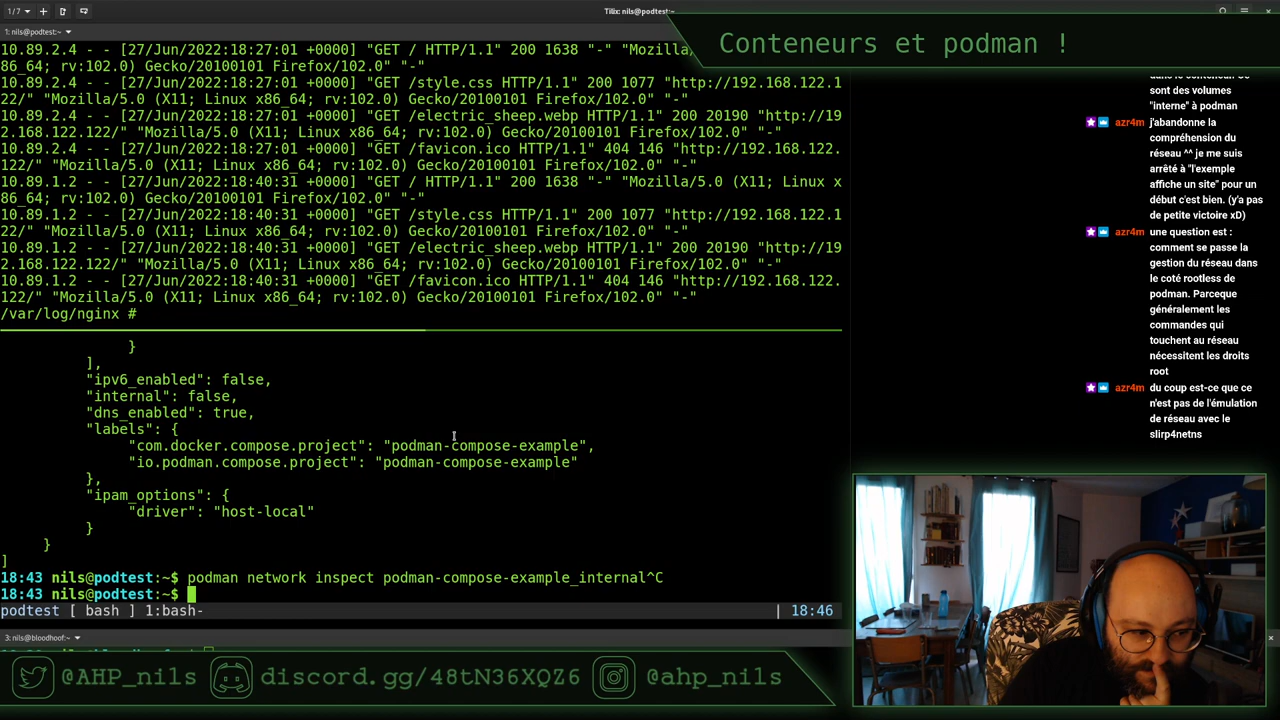 1/7
Tilix: nils@podtest:~
1: nils@podtest:~
Conteneurs et podman !
10.89.2.4 - - [27/Jun/2022:18:27:01 +0000] "GET / HTTP/1.1" 200 1638 "-" "Mozilla/
86_64; rv:102.0) Gecko/20100101 Firefox/102.0" "-"
10.89.2.4 - - [27/Jun/2022:18:27:01 +0000] "GET /style.css HTTP/1.1" 200 1077 "http://192.168.122.1
22/" "Mozilla/5.0 (X11; Linux x86_64; rv:102.0) Gecko/20100101 Firefox/102.0" "-"
10.89.2.4 - - [27/Jun/2022:18:27:01 +0000] "GET /electric_sheep.webp HTTP/1.1" 200 20190 "http://19
2.168.122.122/" "Mozilla/5.0 (X11; Linux x86_64; rv:102.0) Gecko/20100101 Firefox/102.0" "-"
10.89.2.4 - - [27/Jun/2022:18:27:01 +0000] "GET /favicon.ico HTTP/1.1" 404 146 "http://192.168.122.
122/" "Mozilla/5.0 (X11; Linux x86_64; rv:102.0) Gecko/20100101 Firefox/102.0" "-"
10.89.1.2 - - [27/Jun/2022:18:40:31 +0000] "GET / HTTP/1.1" 200 1638 "-" "Mozilla/5.0 (X11; Linux x
86_64; rv:102.0) Gecko/20100101 Firefox/102.0" "-"
10.89.1.2 - - [27/Jun/2022:18:40:31 +0000] "GET /style.css HTTP/1.1" 200 1077 "http://192.168.122.1
22/" "Mozilla/5.0 (X11; Linux x86_64; rv:102.0) Gecko/20100101 Firefox/102.0" "-"
10.89.1.2 - - [27/Jun/2022:18:40:31 +0000] "GET /electric_sheep.webp HTTP/1.1" 200 20190 "http://19
2.168.122.122/" "Mozilla/5.0 (X11; Linux x86_64; rv:102.0) Gecko/20100101 Firefox/102.0" "-"
10.89.1.2 - - [27/Jun/2022:18:40:31 +0000] "GET /favicon.ico HTTP/1.1" 404 146 "http://192.168.122.
122/" "Mozilla/5.0 (X11; Linux x86_64; rv:102.0) Gecko/20100101 Firefox/102.0" "-"
/var/log/nginx #
}
],
"ipv6_enabled": false,
"internal": false,
"dns_enabled": true,
"labels": {
"com.docker.compose.project": "podman-compose-example",
"io.podman.compose.project": "podman-compose-example"
},
"ipam_options": {
"driver": "host-local"
}
}
]
18:43 nils@podtest:~$ podman network inspect podman-compose-example_internal^C
18:43 nils@podtest:~$
podtest [ bash ] 1:bash- | 18:46
3: nils@bloodhoof:~
sont des volumes
"interne" à podman
azr4m j'abandonne la
compréhension du
réseau ^^ je me suis
arrêté à "l'exemple
affiche un site" pour un
début c'est bien. (y'a pas
de petite victoire xD)
azr4m une question est :
comment se passe la
gestion du réseau dans
le coté rootless de
podman. Parceque
généralement les
commandes qui
touchent au réseau
nécessitent les droits
root
azr4m du coup est-ce que ce
n'est pas de l'émulation
de réseau avec le
slirp4netns
@AHP_nils discord.gg/48tN36XQZ6 @ahp_nils